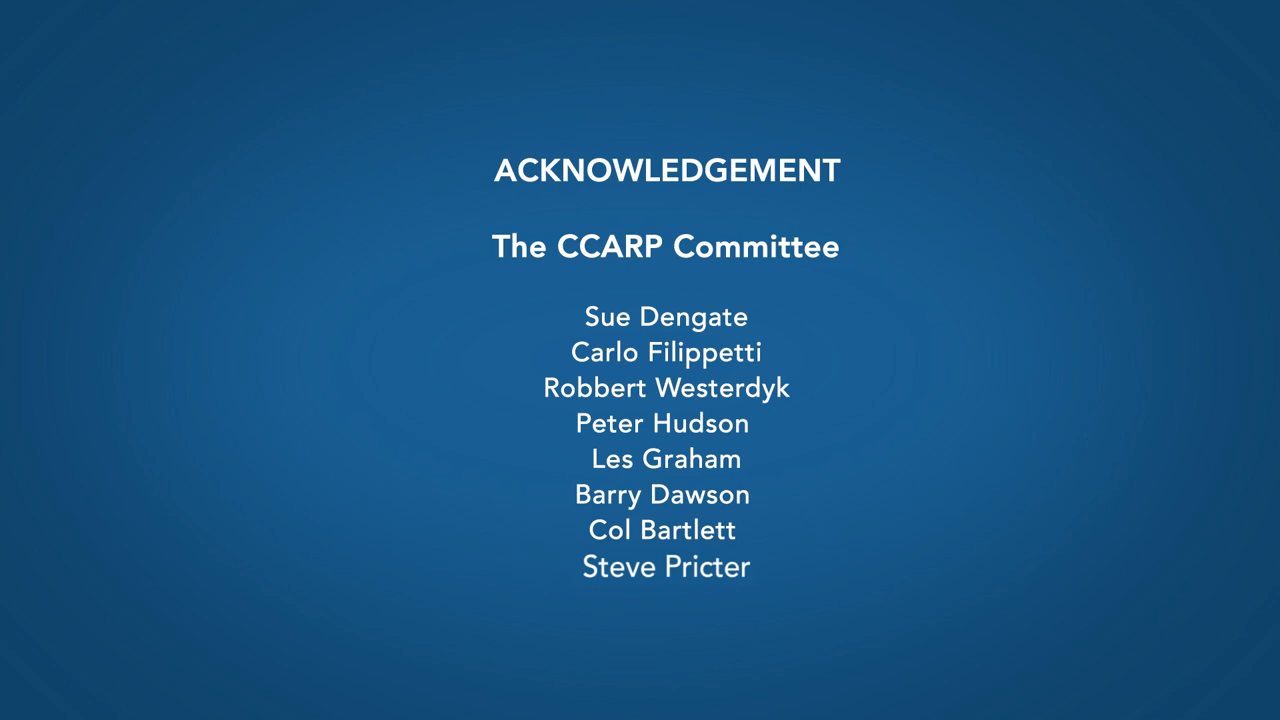 ACKNOWLEDGEMENT
The CCARP Committee
Sue Dengate
Carlo Filippetti
Robbert Westerdyk
Peter Hudson
Les Graham
Barry Dawson
Col Bartlett
Steve Pricter